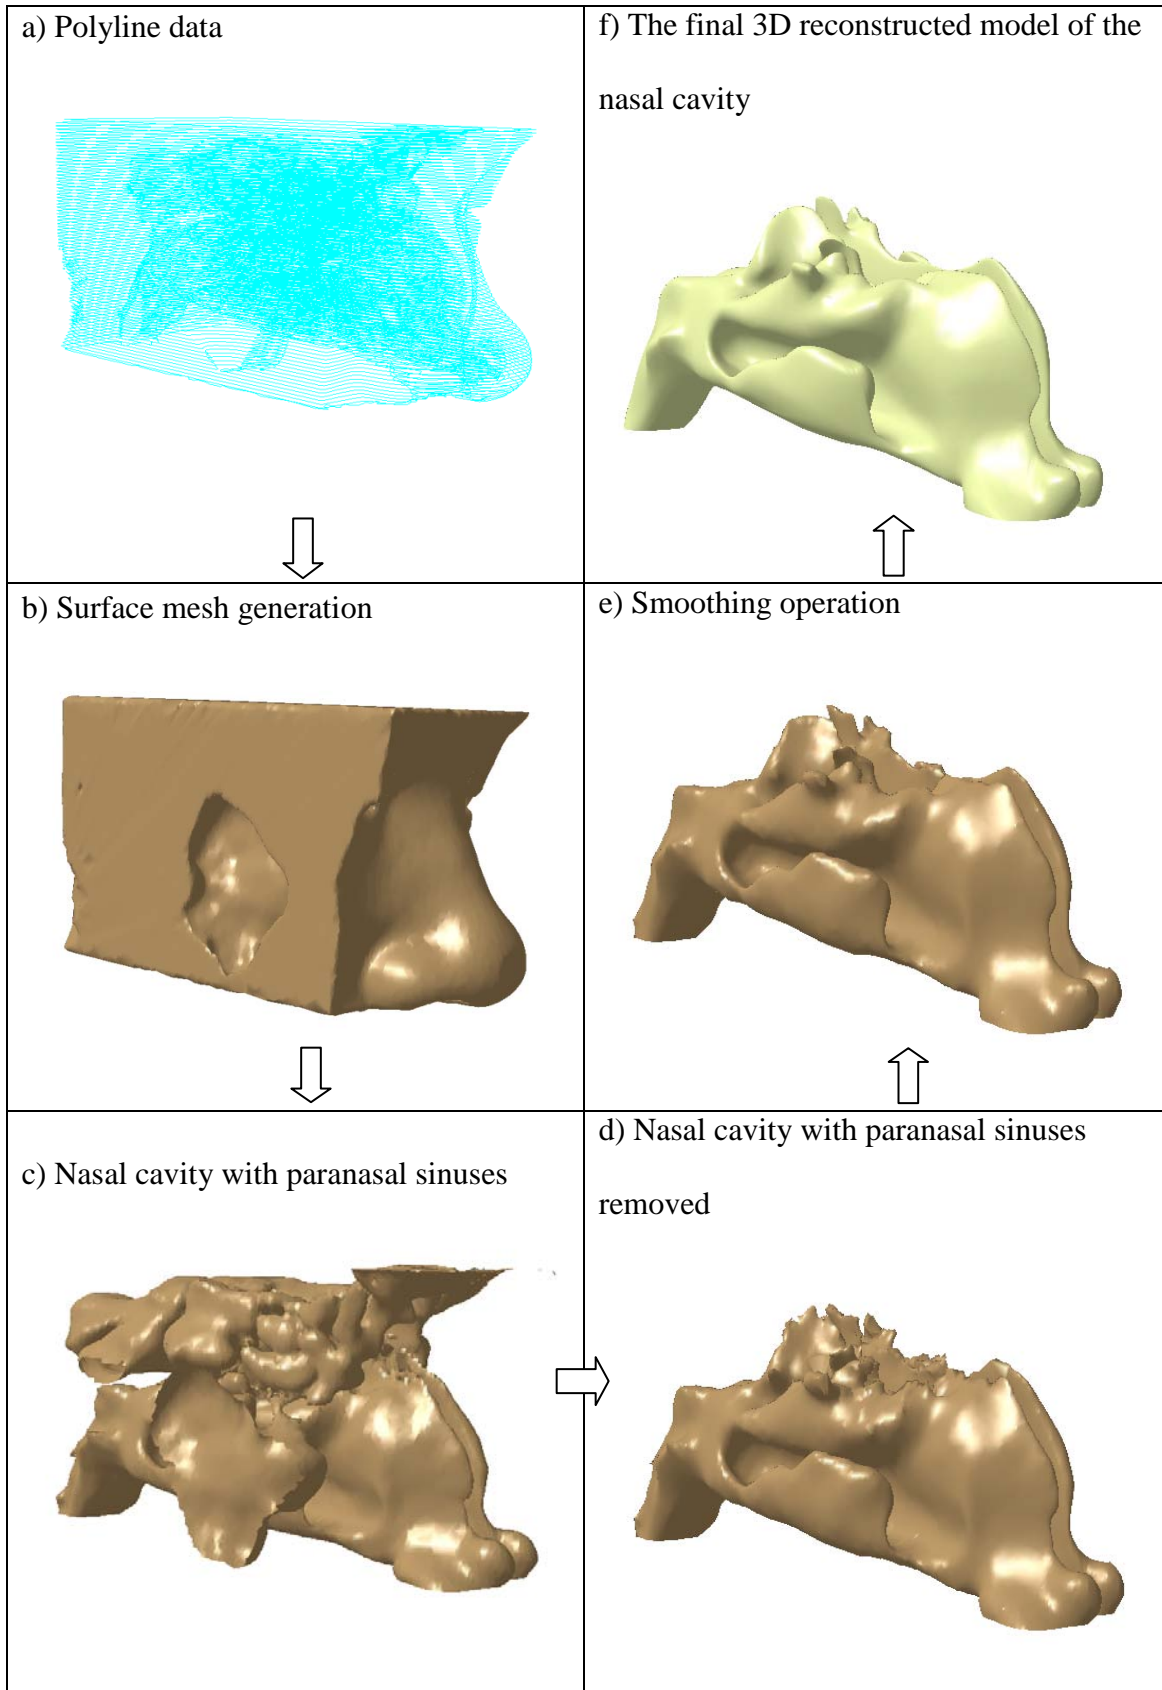 a) Polyline data
f) The final 3D reconstructed model of the
nasal cavity
b) Surface mesh generation
e) Smoothing operation
c) Nasal cavity with paranasal sinuses
d) Nasal cavity with paranasal sinuses
removed